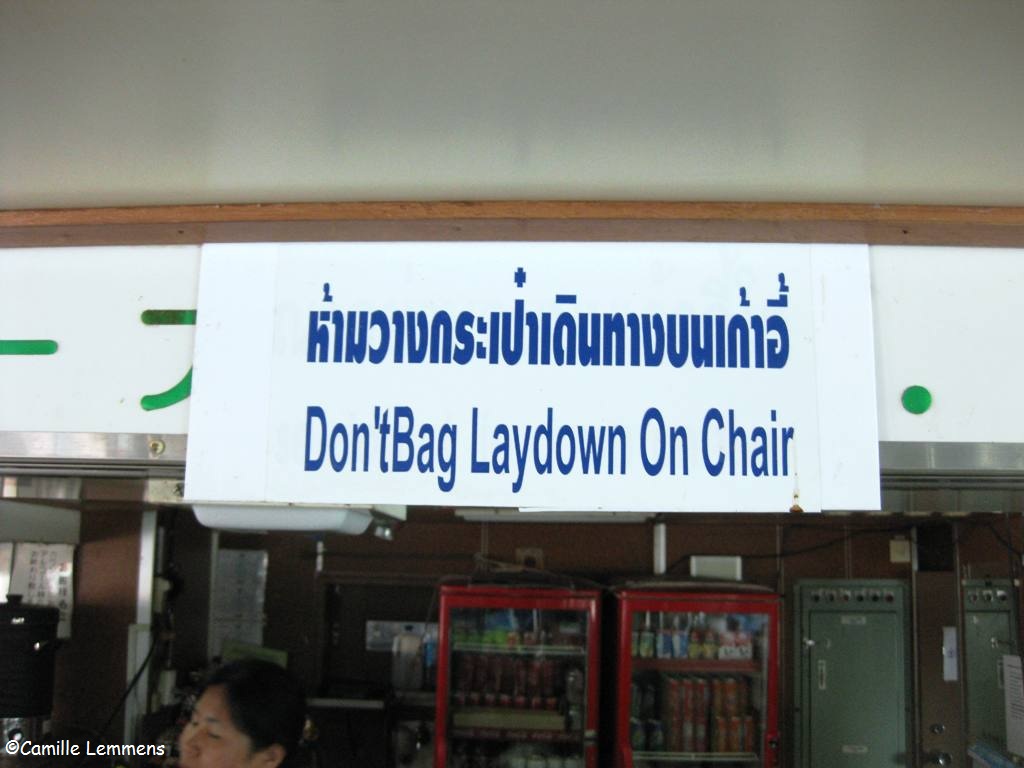 ห้ามวางกระเป๋าเดินทางบนเก้าอี้
Don'tBag Laydown On Chair
©Camille Lemmens